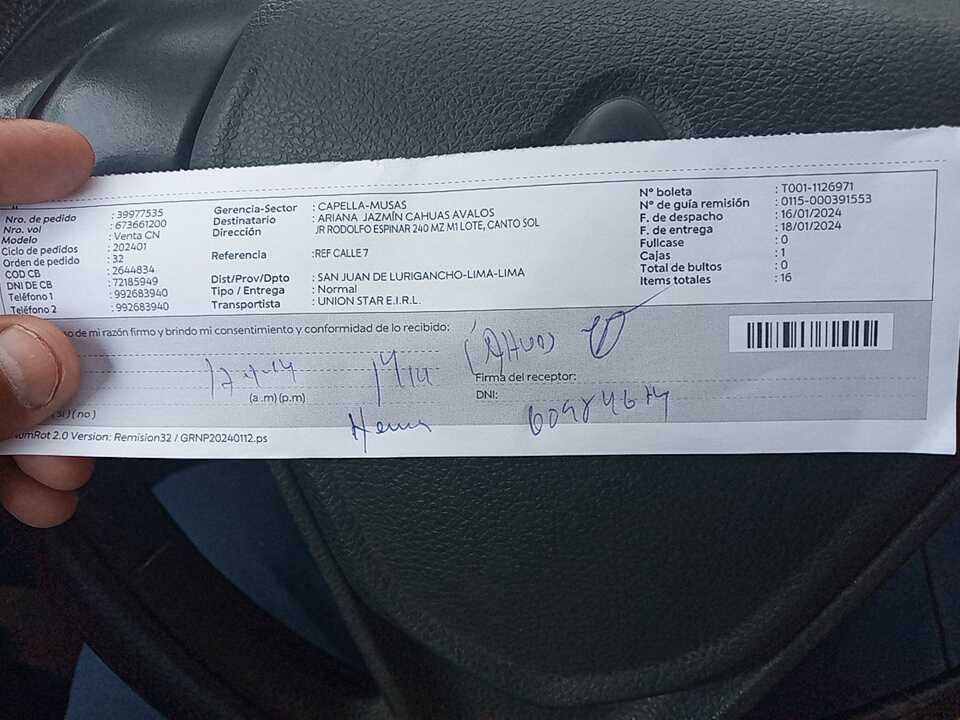 Nro. de pedido : 39977535
Nro. vol : 673661200
Modelo : Venta CN
Ciclo de pedidos : 202401
Orden de pedido : 32
COD CB : 2644834
DNI DE CB : 72185949
Teléfono 1 : 992683940
Teléfono 2 : 992683940
Gerencia-Sector : CAPELLA-MUSAS
Destinatario : ARIANA JAZMÍN CAHUAS AVALOS
Dirección : JR RODOLFO ESPINAR 240 MZ M1 LOTE, CANTO SOL
Referencia : REF CALLE 7
Dist/Prov/Dpto : SAN JUAN DE LURIGANCHO-LIMA-LIMA
Tipo / Entrega : Normal
Transportista : UNION STAR E.I.R.L.
N° boleta : T001-1126971
N° de guía remisión : 0115-000391553
F. de despacho : 16/01/2024
F. de entrega : 18/01/2024
Fullcase : 0
Cajas : 1
Total de bultos : 0
Items totales : 16
de mi razón firmo y brindo mi consentimiento y conformidad de lo recibido:
(a .m) (p.m)
Firma del receptor:
DNI:
(si) (no)
NumRot 2.0 Version: Remision32 / GRNP20240112.ps